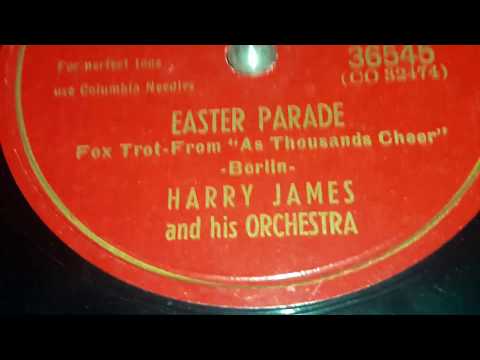 For perfect tone
use Columbia Needles
36545
(CO 32474)
EASTER PARADE
Fox Trot-From "As Thousands Cheer"
-Berlin-
HARRY JAMES
and his ORCHESTRA